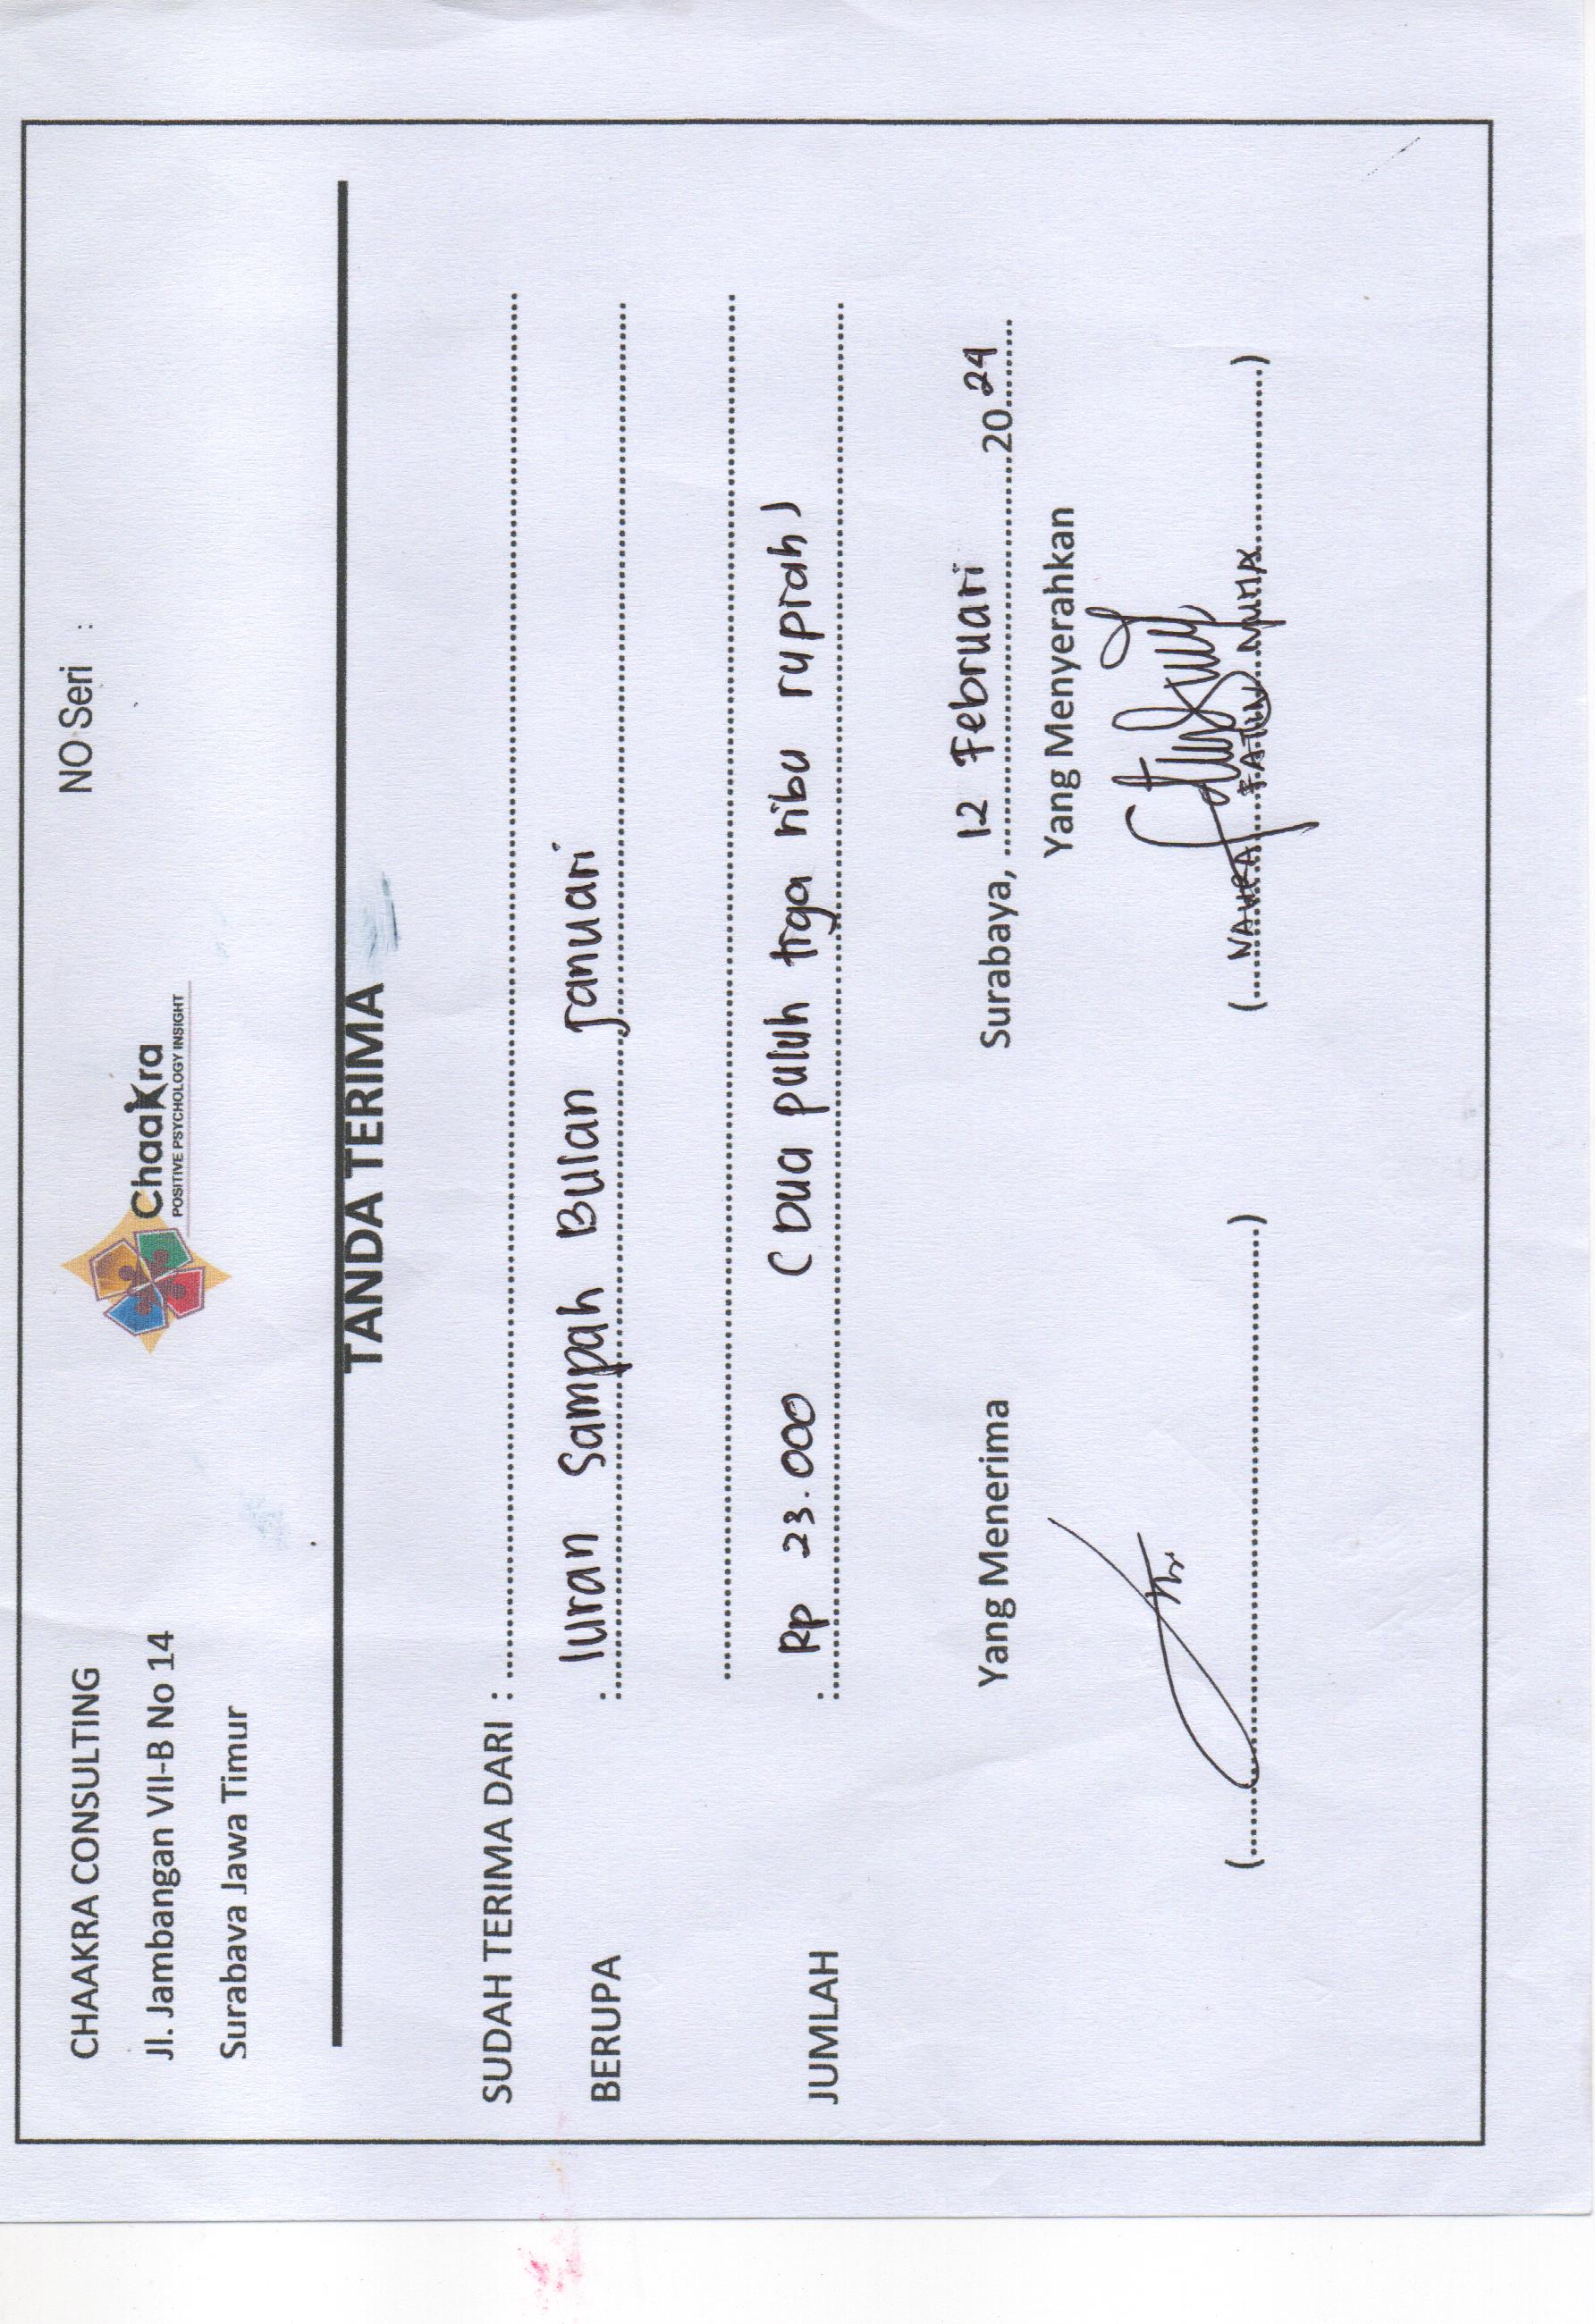 CHAAKRA CONSULTING
Jl. Jambangan VII-B No 14
Surabaya Jawa Timur
Chaakra
POSITIVE PSYCHOLOGY INSIGHT
NO Seri :
TANDA TERIMA
SUDAH TERIMA DARI :
BERUPA : Iuran Sampah Bulan Januari
JUMLAH : Rp 23.000 (Dua puluh tiga ribu rupiah)
Surabaya, 12 Februari 2024
Yang Menerima
Yang Menyerahkan
(NAHRA FATIN NUHA)